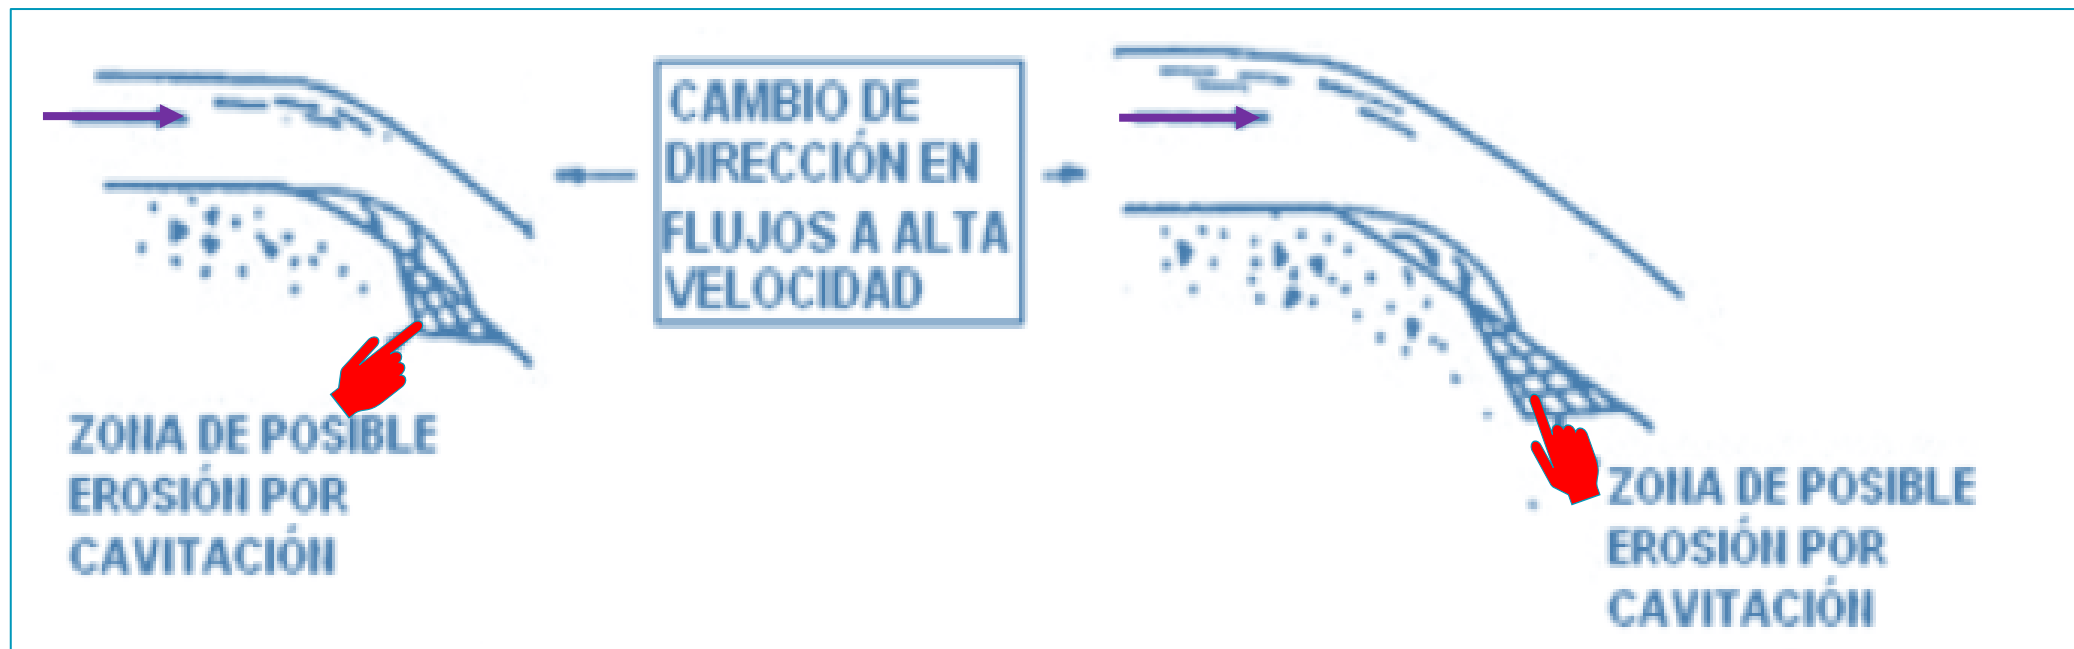 CAMBIO DE
DIRECCIÓN EN
FLUJOS A ALTA
VELOCIDAD
ZONA DE POSIBLE
EROSIÓN POR
CAVITACIÓN
ZONA DE POSIBLE
EROSIÓN POR
CAVITACIÓN